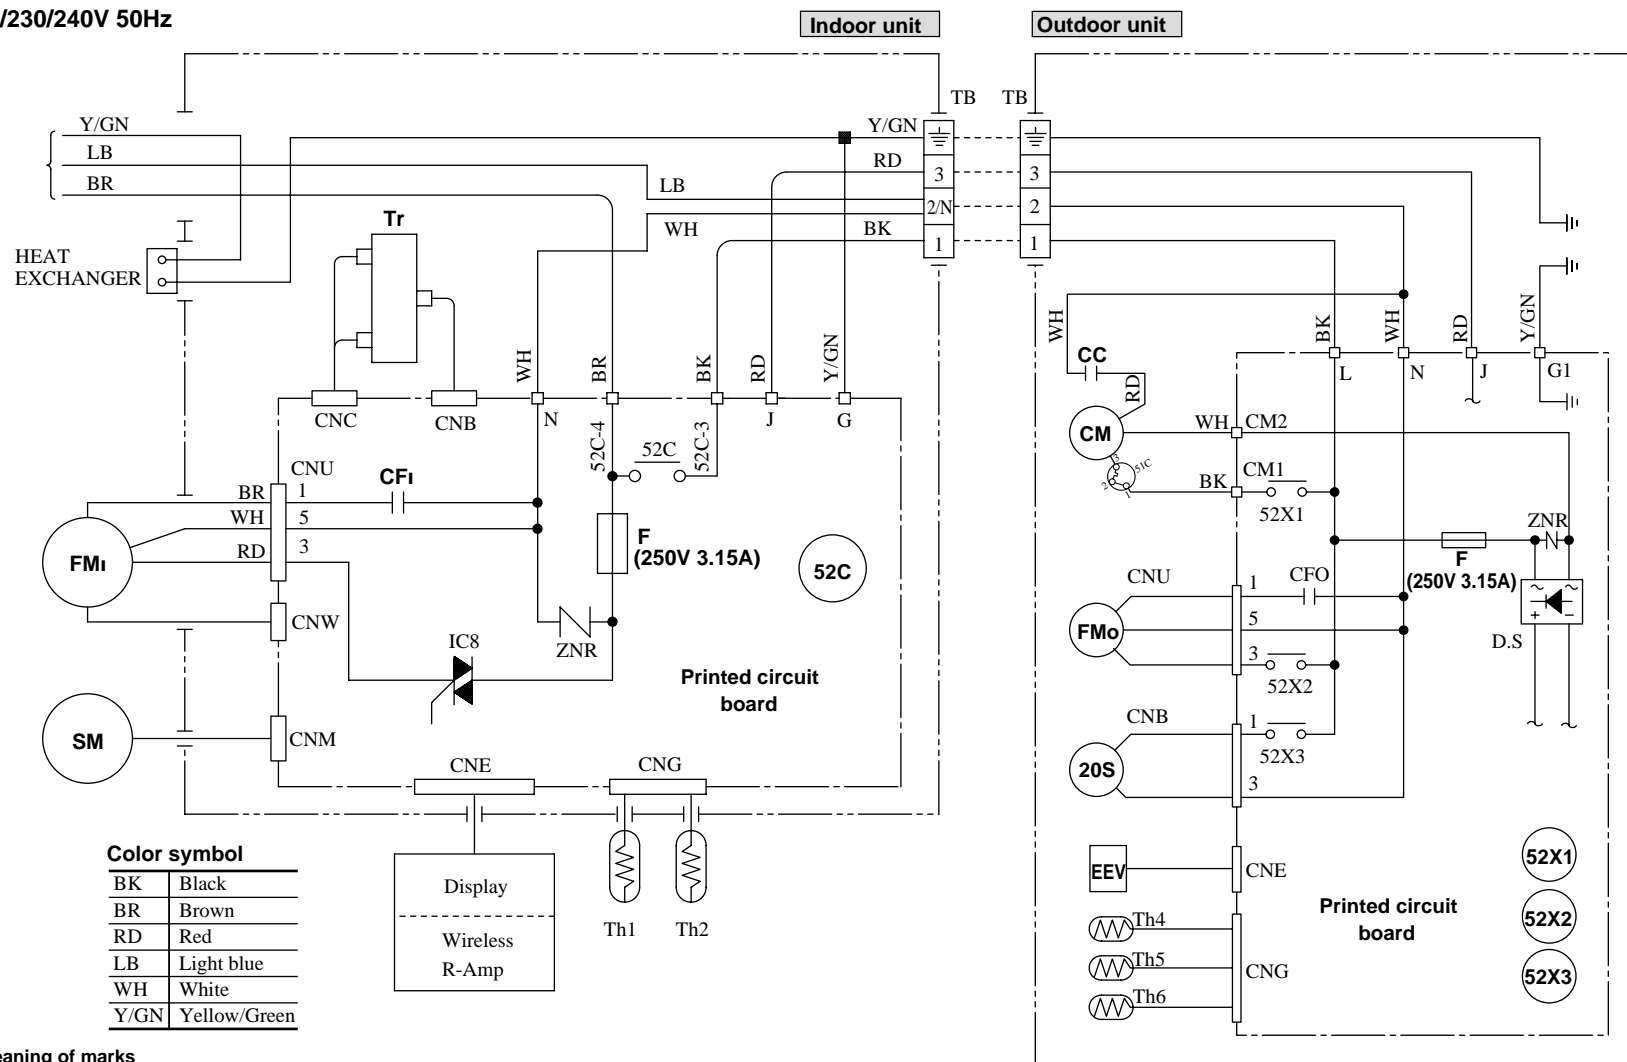 /230/240V 50Hz
Indoor unit
Outdoor unit
TB
TB
Y/GN
LB
BR
Y/GN
RD
LB
WH
BK
3
2/N
1
3
2
1
Tr
HEAT
EXCHANGER
WH
BR
BK
RD
Y/GN
CNC
CNB
N
52C-4
52C
52C-3
J
G
CNU
BR
1
CFI
WH
5
RD
3
FMI
F
(250V 3.15A)
52C
CNW
ZNR
IC8
Printed circuit
board
SM
CNM
CNE
CNG
Display
Wireless
R-Amp
Th1
Th2
Color symbol
BK Black
BR Brown
RD Red
LB Light blue
WH White
Y/GN Yellow/Green
eaning of marks
WH
BK
WH
RD
Y/GN
CC
RD
L
N
J
G1
CM
WH
CM2
3
2
1
51C
BK
CM1
52X1
ZNR
F
(250V 3.15A)
D.S
CNU
1
CFO
FMo
5
3
52X2
CNB
1
52X3
20S
3
EEV
CNE
Th4
Th5
Th6
CNG
Printed circuit
board
52X1
52X2
52X3